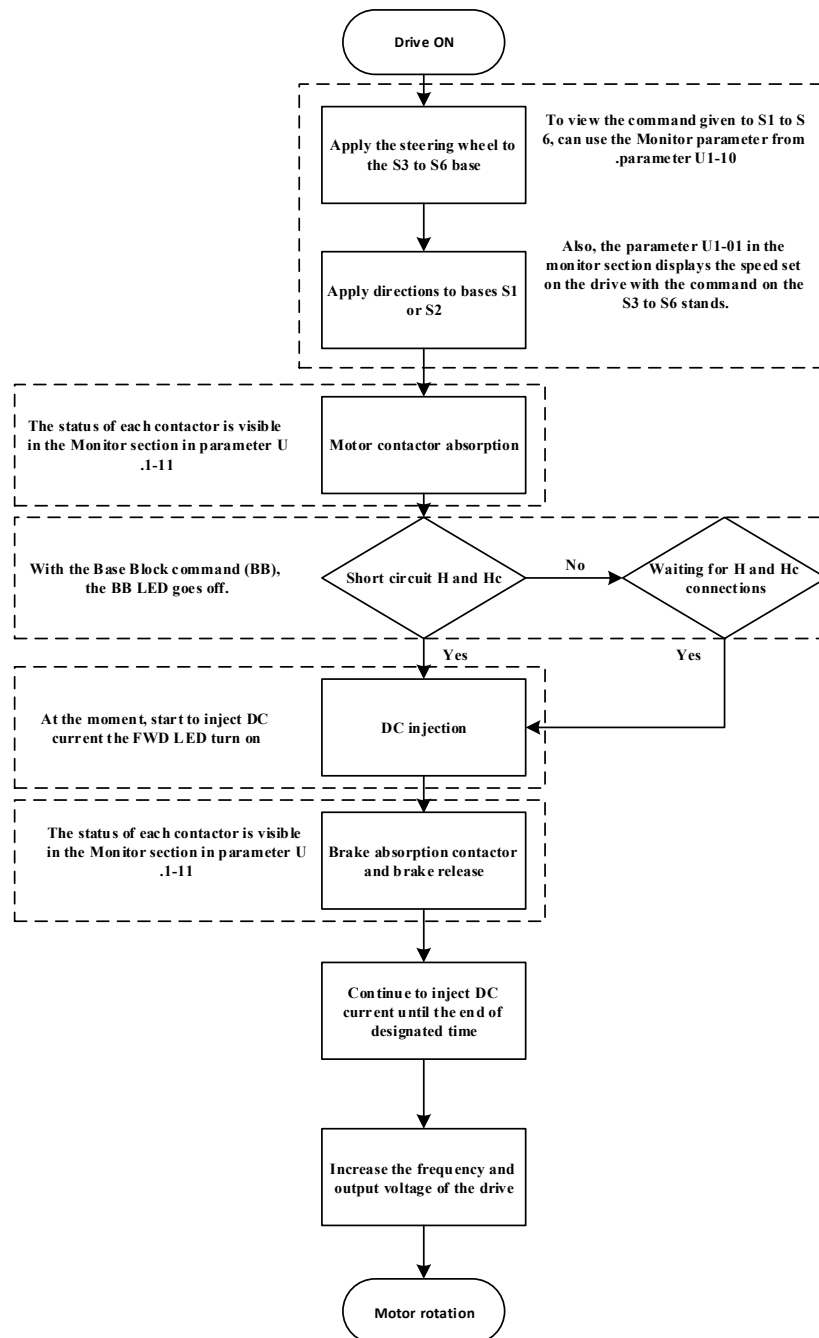 Drive ON
Apply the steering wheel to
the S3 to S6 base
To view the command given to S1 to S
6, can use the Monitor parameter from
.parameter U1-10
Apply directions to bases S1
or S2
Also, the parameter U1-01 in the
monitor section displays the speed set
on the drive with the command on the
S3 to S6 stands.
The status of each contactor is visible
in the Monitor section in parameter U
.1-11
Motor contactor absorption
With the Base Block command (BB),
the BB LED goes off.
Short circuit H and Hc
No
Waiting for H and Hc
connections
Yes
Yes
At the moment, start to inject DC
current the FWD LED turn on
DC injection
The status of each contactor is visible
in the Monitor section in parameter U
.1-11
Brake absorption contactor
and brake release
Continue to inject DC
current until the end of
designated time
Increase the frequency and
output voltage of the drive
Motor rotation